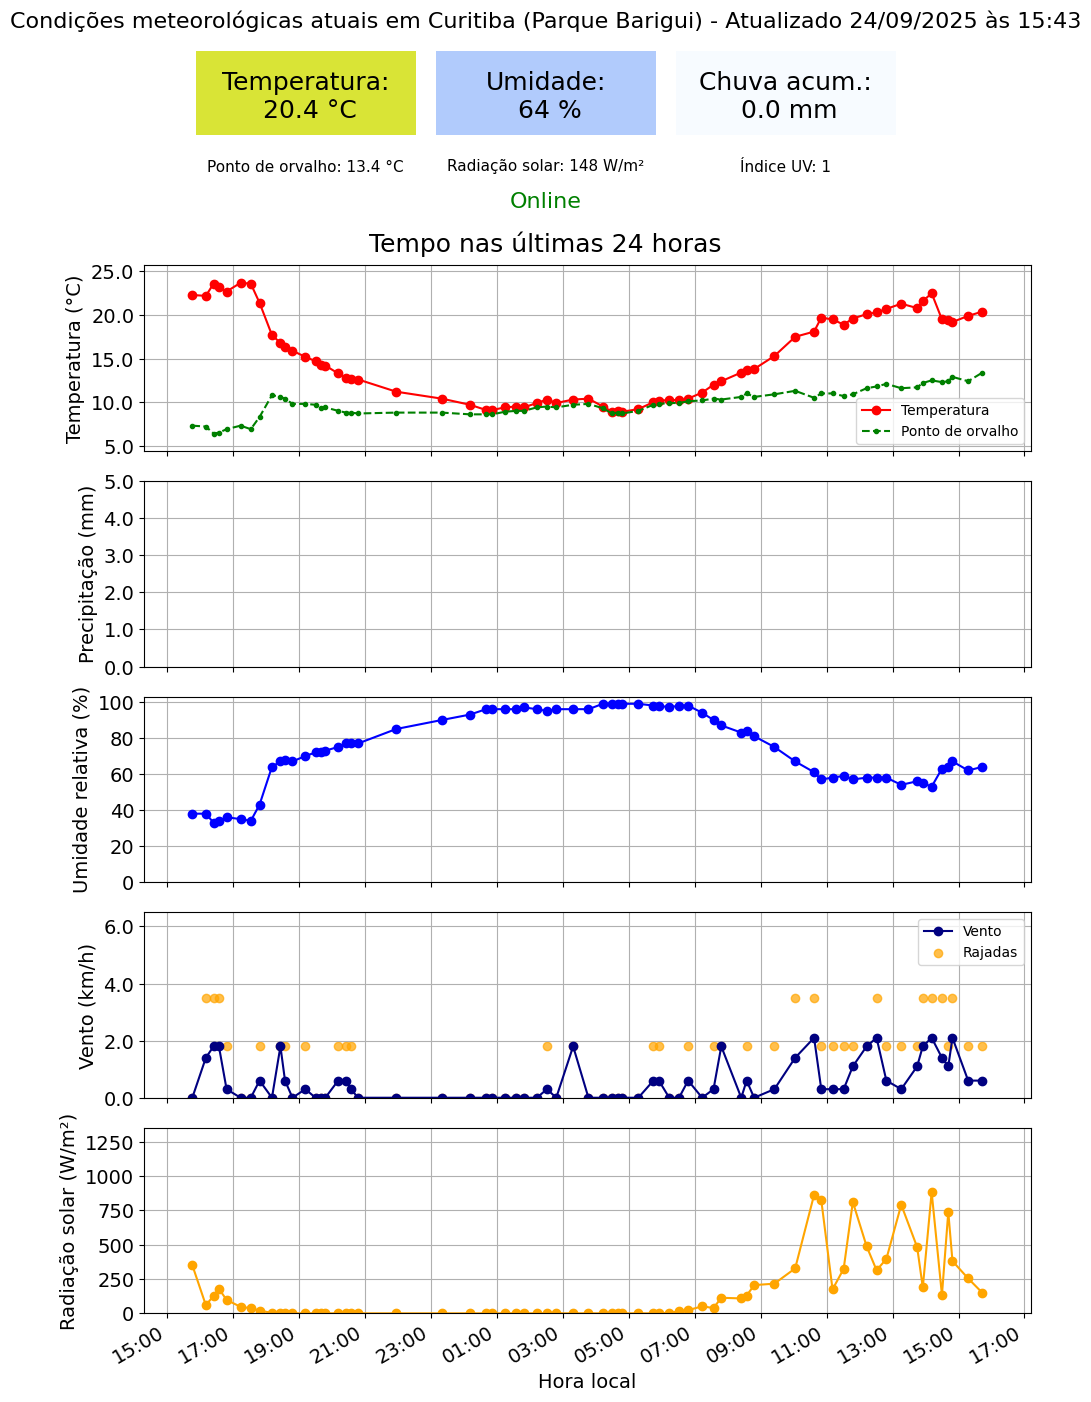 Condições meteorológicas atuais em Curitiba (Parque Barigui) - Atualizado 24/09/2025 às 15:43
Temperatura:
20.4 °C
Umidade:
64 %
Chuva acum.:
0.0 mm
Ponto de orvalho: 13.4 °C
Radiação solar: 148 W/m²
Índice UV: 1
Online
Tempo nas últimas 24 horas
Temperatura (°C)
25.0
20.0
15.0
10.0
5.0
Temperatura
Ponto de orvalho
Precipitação (mm)
5.0
4.0
3.0
2.0
1.0
0.0
Umidade relativa (%)
100
80
60
40
20
0
Vento (km/h)
6.0
4.0
2.0
0.0
Vento
Rajadas
Radiação solar (W/m²)
1250
1000
750
500
250
0
15:00
17:00
19:00
21:00
23:00
01:00
03:00
05:00
07:00
09:00
11:00
13:00
15:00
17:00
Hora local